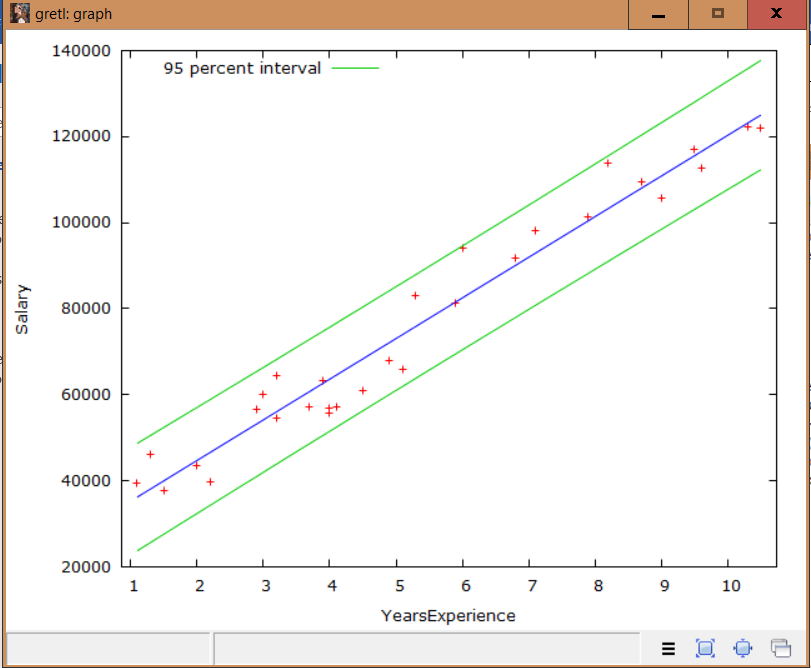 gretl: graph
140000
95 percent interval
120000
100000
80000
60000
40000
20000
Salary
1 2 3 4 5 6 7 8 9 10
YearsExperience